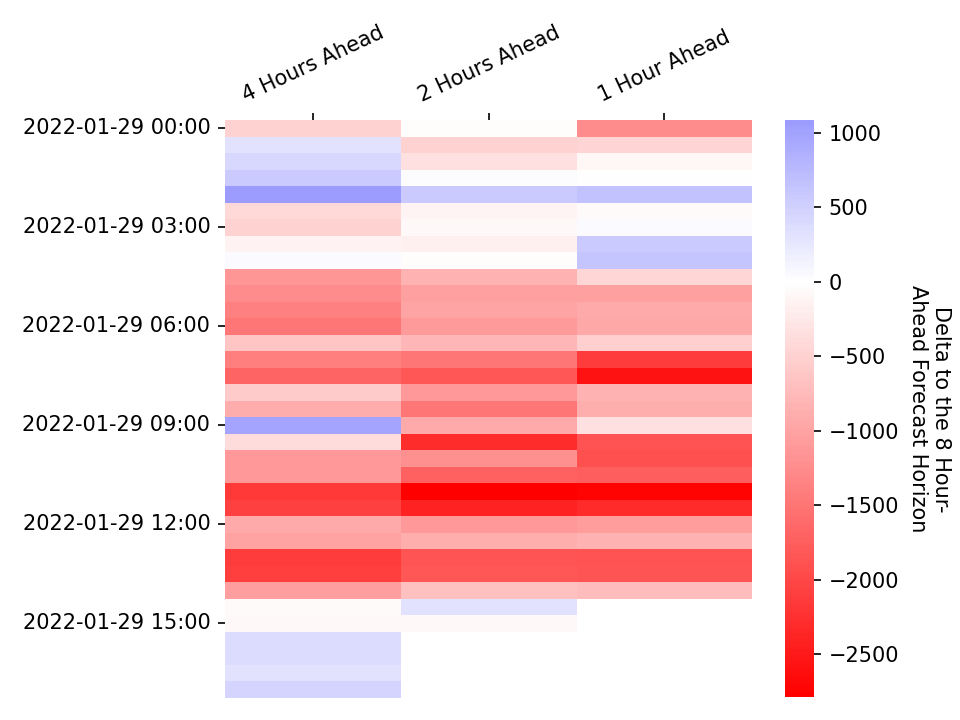 4 Hours Ahead
2 Hours Ahead
1 Hour Ahead
2022-01-29 00:00
2022-01-29 03:00
2022-01-29 06:00
2022-01-29 09:00
2022-01-29 12:00
2022-01-29 15:00
1000
500
0
−500
−1000
−1500
−2000
−2500
Delta to the 8 Hour-
Ahead Forecast Horizon